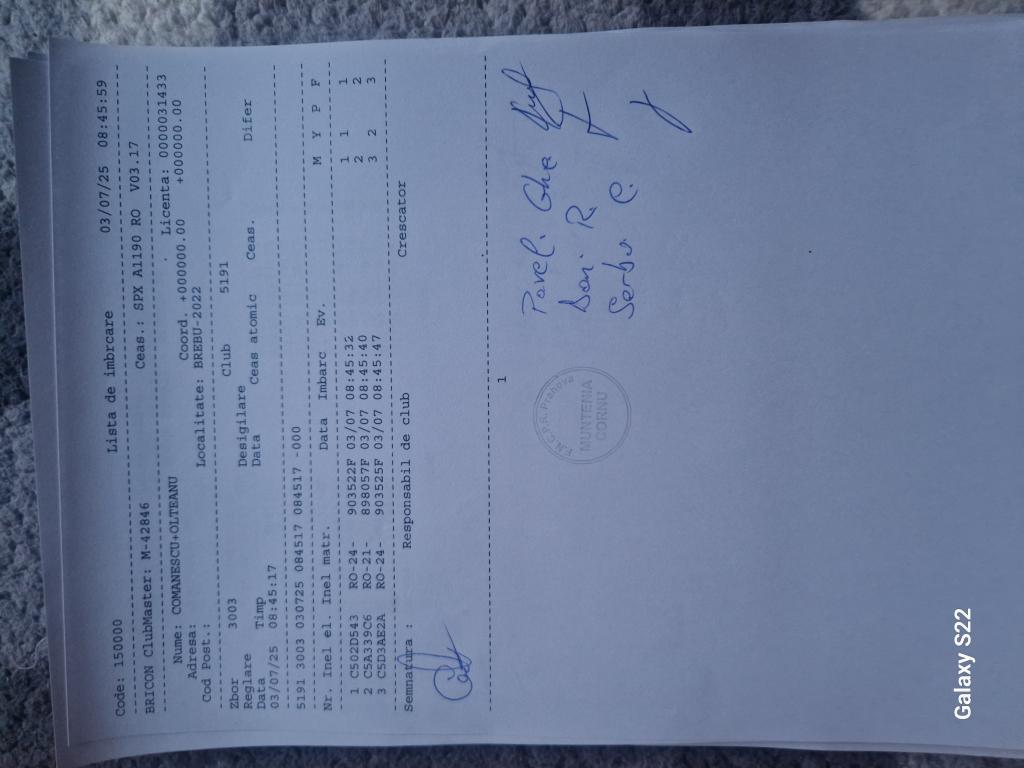 Code: 150000 Lista de imbrcare 03/07/25 08:45:59
BRICON ClubMaster: M-42846 Ceas.: SPX A1190 RO V03.17
Nume: COMANESCU+OLTEANU Licenta: 0000031433
Adresa: Coord. +000000.00 +000000.00
Cod Post.: Localitate: BREBU-2022
Zbor 3003 Club 5191
Reglare Desigilare
Data Timp Data Ceas atomic Ceas. Difer
03/07/25 08:45:17
5191 3003 030725 084517 084517 -000
Nr. Inel el. Inel matr. Data Imbarc Ev. M Y P F
1 C502D543 RO-24- 903522F 03/07 08:45:32 1 1 1
2 C5A339C6 RO-21- 898057F 03/07 08:45:40 2 2
3 C5D3AE2A RO-24- 903525F 03/07 08:45:47 3 2 3
Semnatura : Responsabil de club Crescator
1
F.N.C.P.R. Prahova
MUNTENIA
CORNU
Pavel. Ghe
Dani R.
Serban C.
Galaxy S22